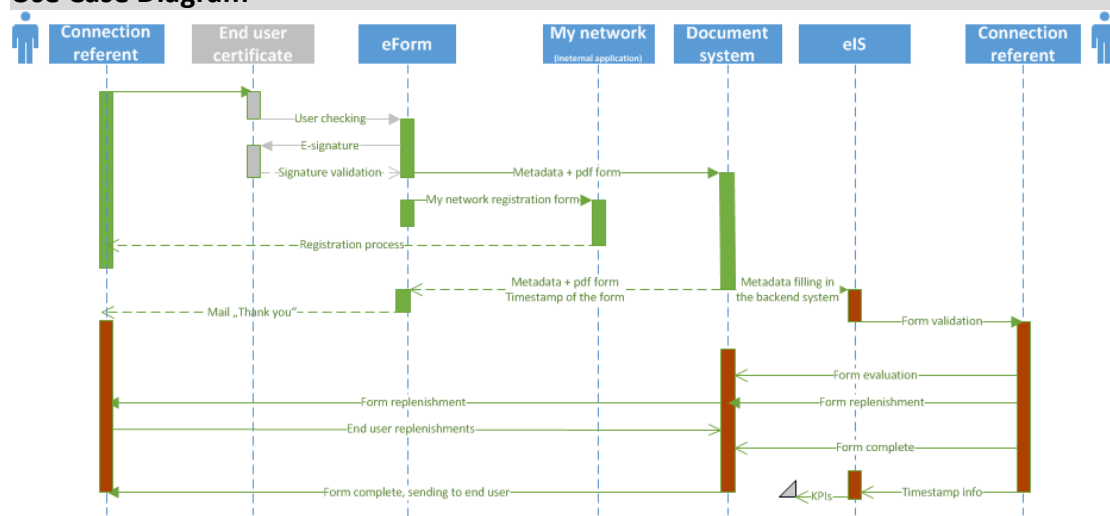 Use Case Diagram
Connection
referent
End user
certificate
eForm
My network
(Ineternal application)
Document
system
eIS
Connection
referent
User checking
E-signature
Signature validation
Metadata + pdf form
My network registration form
Registration process
Metadata + pdf form
Timestamp of the form
Metadata filling in
the backend system
Mail „Thank you“
Form validation
Form evaluation
Form replenishment
Form replenishment
End user replenishments
Form complete
Form complete, sending to end user
KPIs
Timestamp info